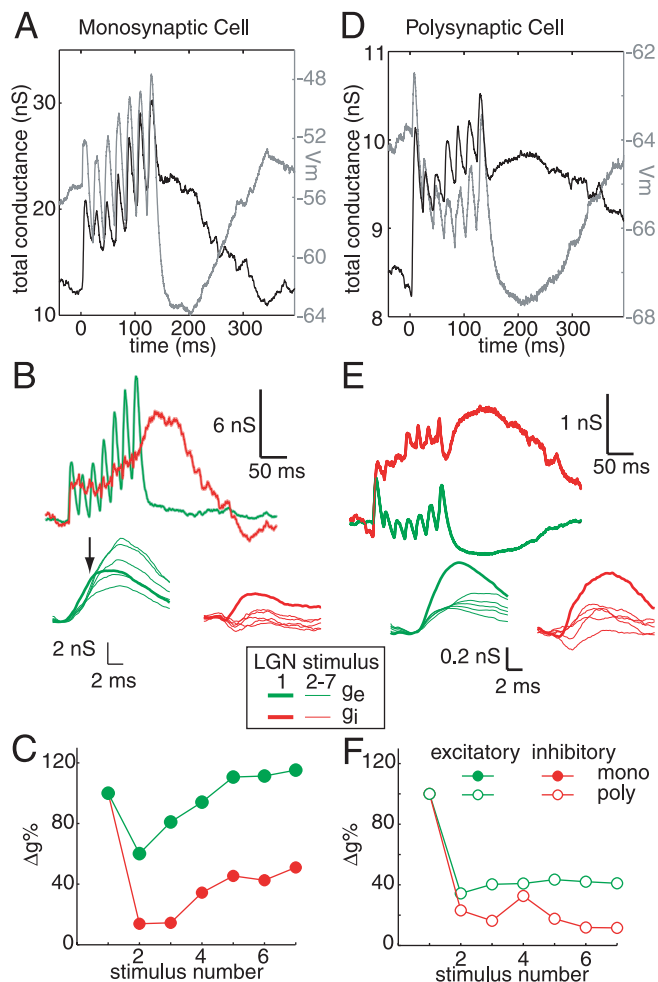 A Monosynaptic Cell
total conductance (nS)
30
20
10
-48
-52
-56
-60
-64
Vm
0 100 200 300
time (ms)
D Polysynaptic Cell
total conductance (nS)
11
10
9
8
-62
-64
-66
-68
Vm
0 100 200 300
time (ms)
B
6 nS
50 ms
2 nS
2 ms
E
1 nS
50 ms
0.2 nS
2 ms
LGN stimulus
1 2-7
ge
gi
C
Δg%
120
80
40
0
2 4 6
stimulus number
F
excitatory inhibitory
mono
poly
Δg%
120
80
40
0
2 4 6
stimulus number